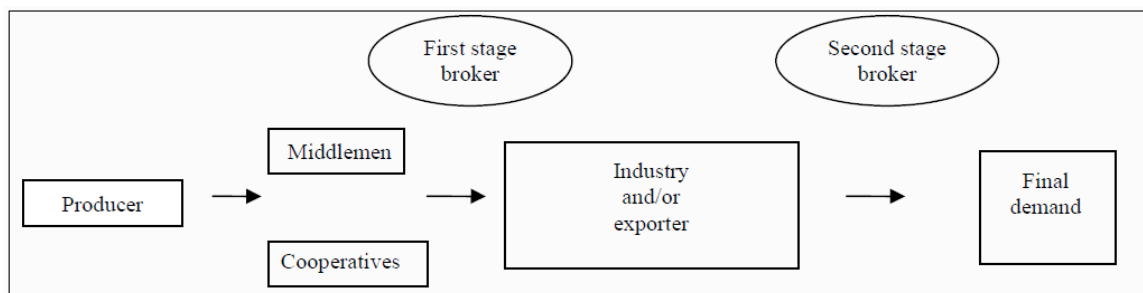 First stage
broker
Second stage
broker
Middlemen
Producer
Cooperatives
Industry
and/or
exporter
Final
demand